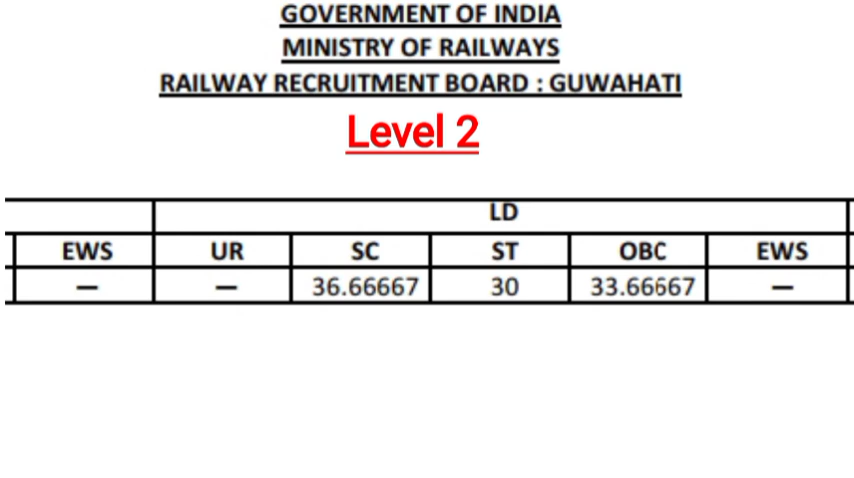 GOVERNMENT OF INDIA
MINISTRY OF RAILWAYS
RAILWAY RECRUITMENT BOARD : GUWAHATI
Level 2
LD
EWS UR SC ST OBC EWS
— — 36.66667 30 33.66667 —